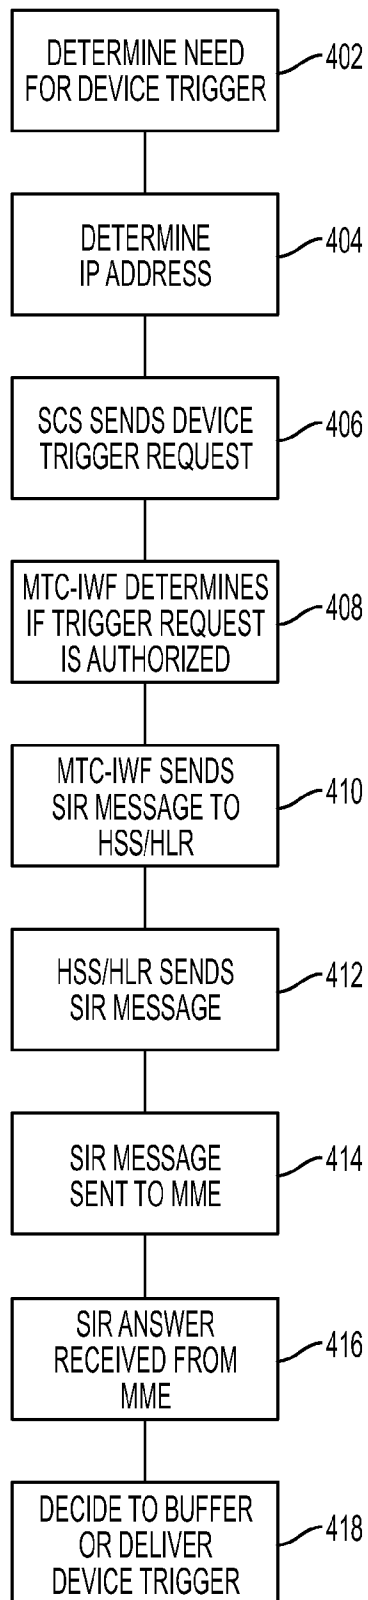 DETERMINE NEED
FOR DEVICE TRIGGER
402
DETERMINE
IP ADDRESS
404
SCS SENDS DEVICE
TRIGGER REQUEST
406
MTC-IWF DETERMINES
IF TRIGGER REQUEST
IS AUTHORIZED
408
MTC-IWF SENDS
SIR MESSAGE TO
HSS/HLR
410
HSS/HLR SENDS
SIR MESSAGE
412
SIR MESSAGE
SENT TO MME
414
SIR ANSWER
RECEIVED FROM
MME
416
DECIDE TO BUFFER
OR DELIVER
DEVICE TRIGGER
418